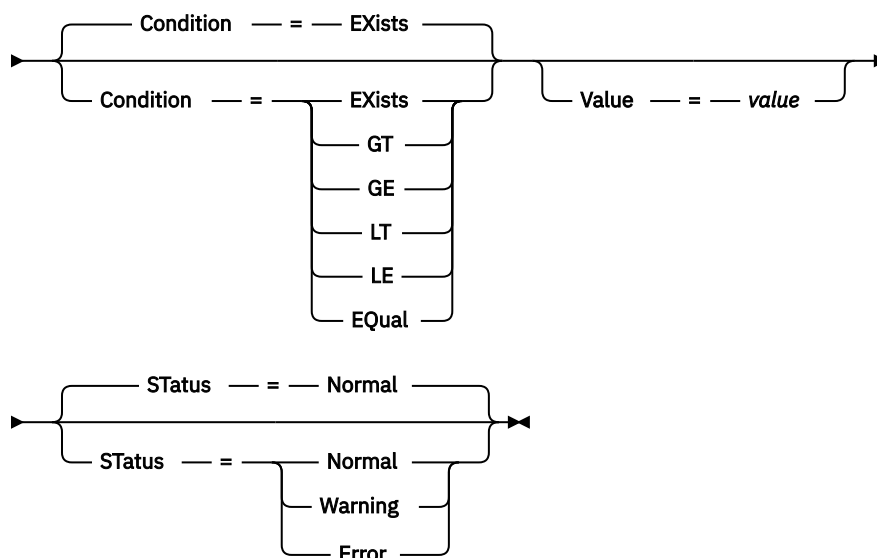 Condition = EXists
Condition = EXists Value = value
GT
GE
LT
LE
EQual
STatus = Normal
STatus = Normal
Warning
Error